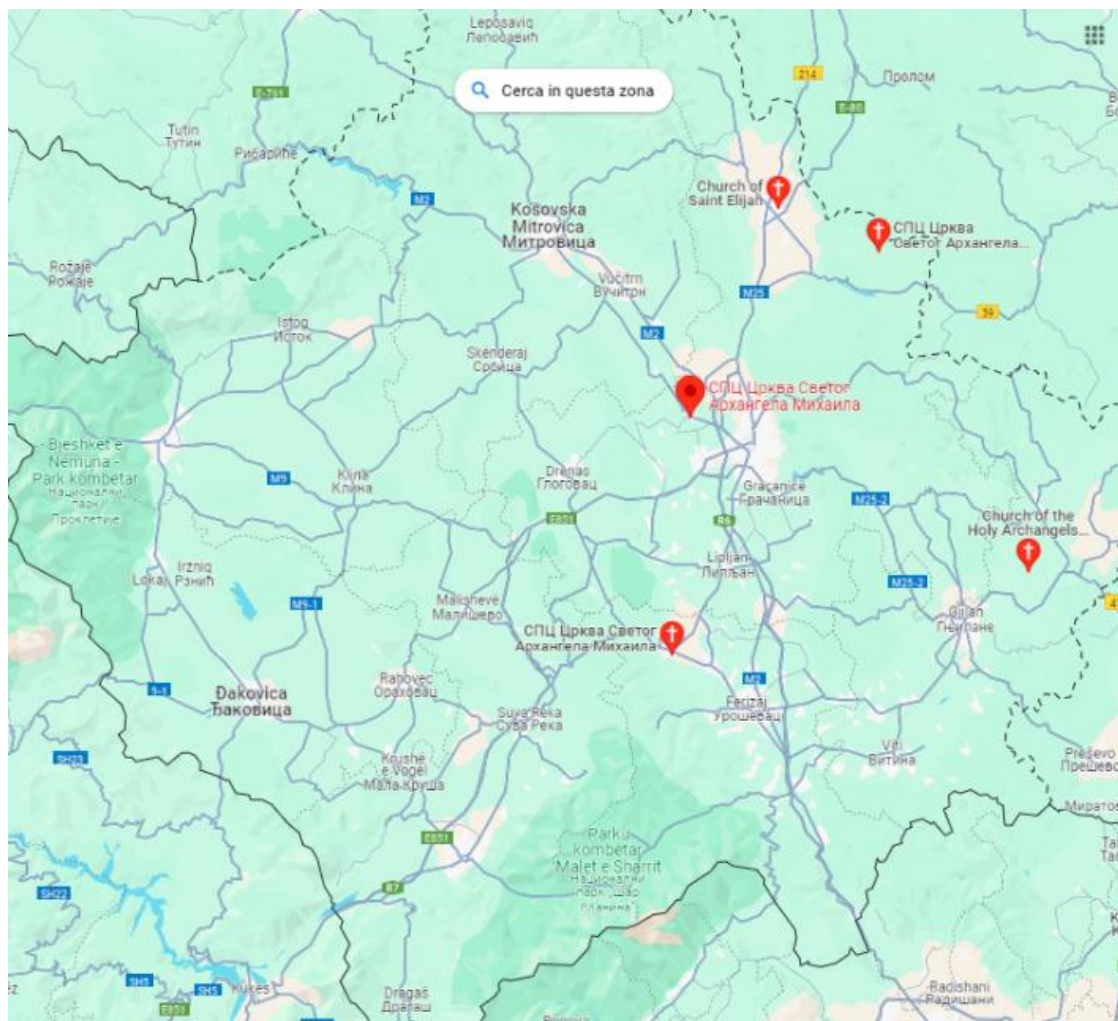 Leposaviq
Лепосавић
214
Пролом
E-80
Cerca in questa zona
Tutin
Тутин
Рибариће
M2
Church of
Saint Elijah
Kosovska
Mitrovica
Митровица
СПЦ Црква
Светог Архангела...
Rožaje
Рожаје
Vučitrn
Вучитрн
M25
39
Istog
Исток
M2
Skenderaj
Србица
СПЦ Црква Светог
Архангела Михаила
Bjeshkët e
Nemuna -
Park kombëtar
Национални
парк
Проклетије
M9
Klina
Клина
Drenas
Глоговац
Graçanicë
Грачаница
M25-2
E851
R6
Church of the
Holy Archangels...
Irzniq
Рзнић
Lipljan
Липљан
M25-2
M9-1
Malisheve
Малишево
СПЦ Црква Светог
Архангела Михаила
Gjilan
Гњилане
9-1
Đakovica
Ђаковица
Rahovec
Ораховац
M2
Ferizaj
Урошевац
Suva Reka
Сува Река
SH23
Krushë
e Vogël
Мала Круша
Viti
Витина
Preševo
Прешево
Миратов
E851
Parku
kombëtar
Malet e Sharrit
Национални
парк "Шар
планина"
R7
SH22
SH5
SH5
Kukës
E851
Dragaš
Драгаш
Radishani
Радишани